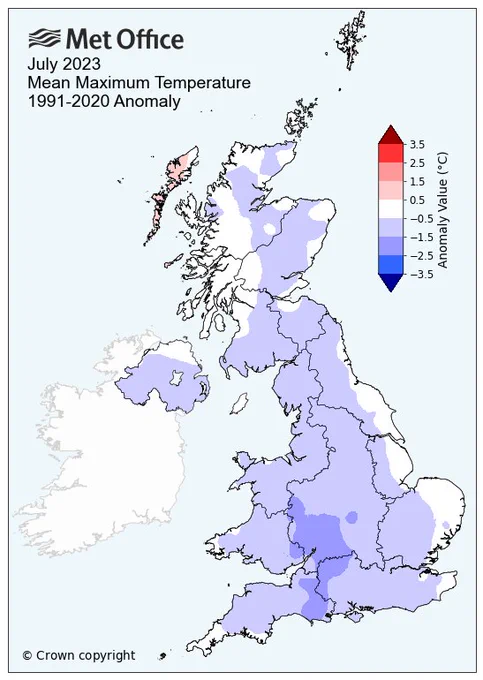 Met Office
July 2023
Mean Maximum Temperature
1991-2020 Anomaly
3.5
2.5
1.5
0.5
−0.5
−1.5
−2.5
−3.5
Anomaly Value (°C)
© Crown copyright